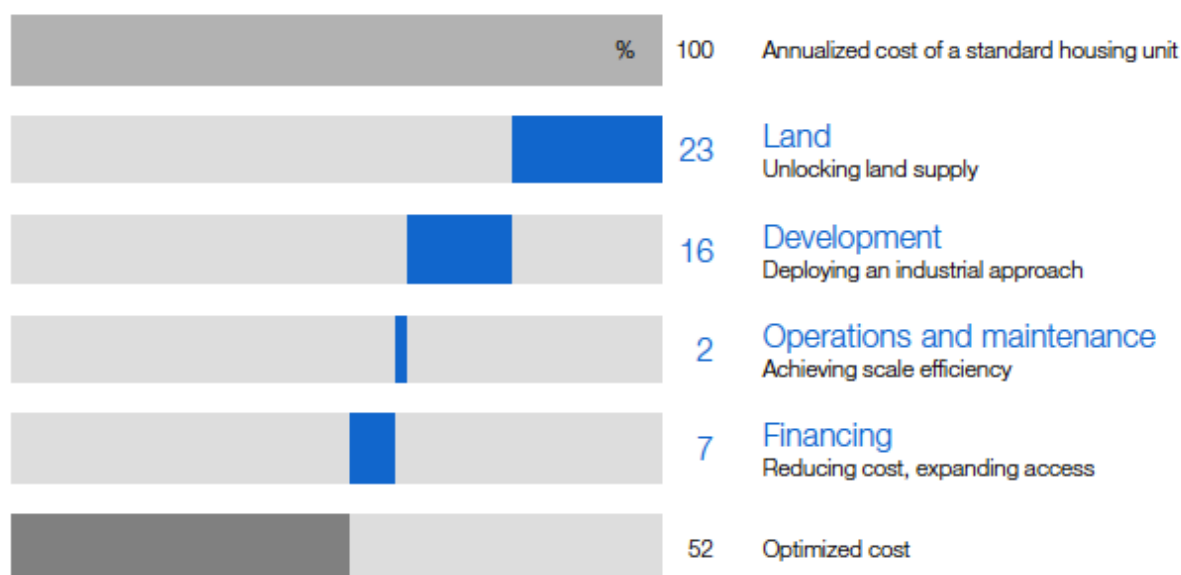 % 100 Annualized cost of a standard housing unit
23 Land
Unlocking land supply
16 Development
Deploying an industrial approach
2 Operations and maintenance
Achieving scale efficiency
7 Financing
Reducing cost, expanding access
52 Optimized cost